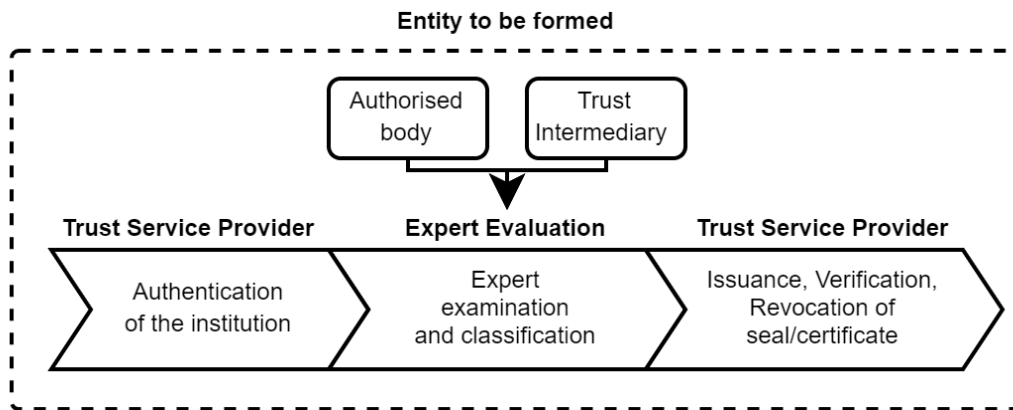 Entity to be formed
Authorised
body
Trust
Intermediary
Trust Service Provider
Expert Evaluation
Trust Service Provider
Authentication
of the institution
Expert
examination
and classification
Issuance, Verification,
Revocation of
seal/certificate